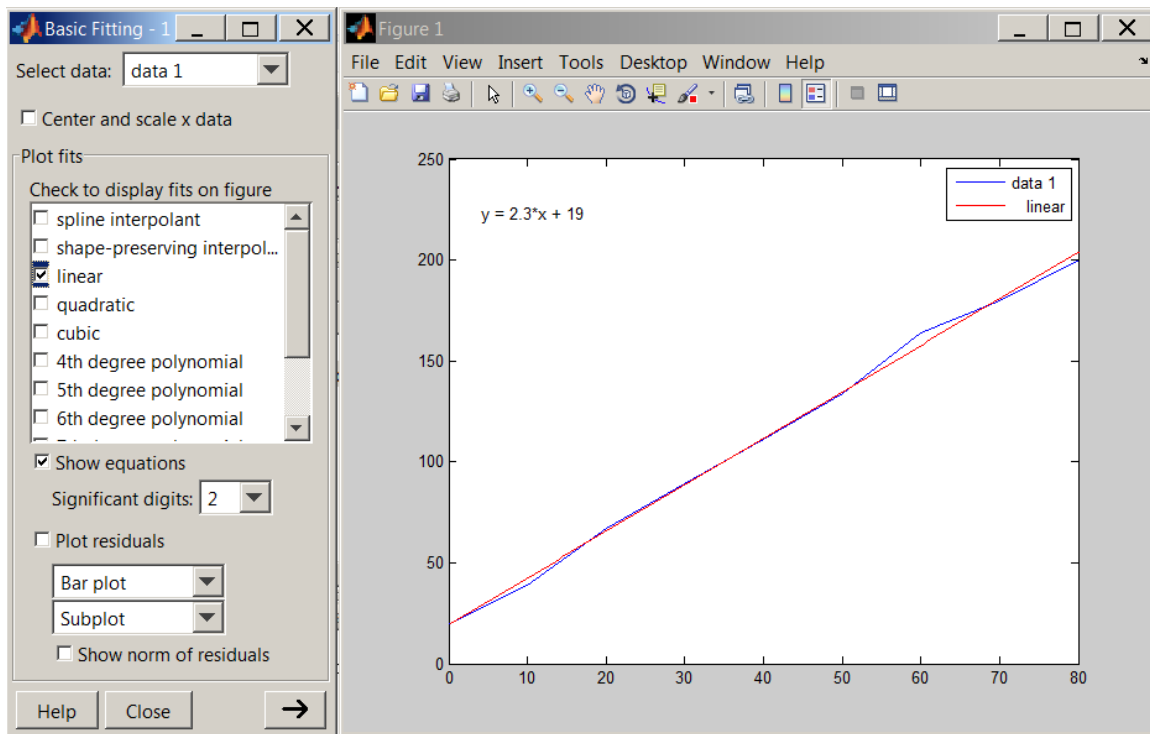 Basic Fitting - 1
Select data: data 1
Center and scale x data
Plot fits
Check to display fits on figure
spline interpolant
shape-preserving interpol...
linear
quadratic
cubic
4th degree polynomial
5th degree polynomial
6th degree polynomial
Show equations
Significant digits: 2
Plot residuals
Bar plot
Subplot
Show norm of residuals
Help Close
Figure 1
File Edit View Insert Tools Desktop Window Help
250
200
150
100
50
0
y = 2.3*x + 19
data 1
linear
0 10 20 30 40 50 60 70 80